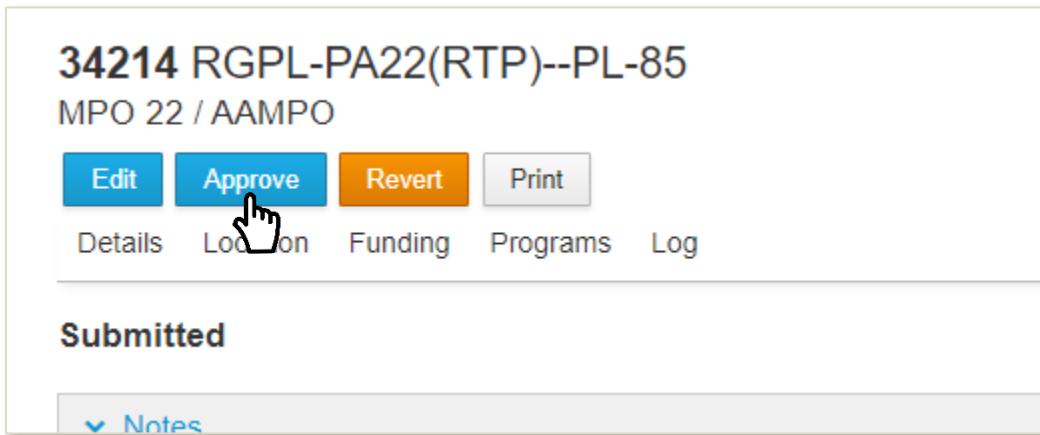 34214 RGPL-PA22(RTP)--PL-85
MPO 22 / AAMPO
Edit Approve Revert Print
Details Location Funding Programs Log
Submitted
Notes